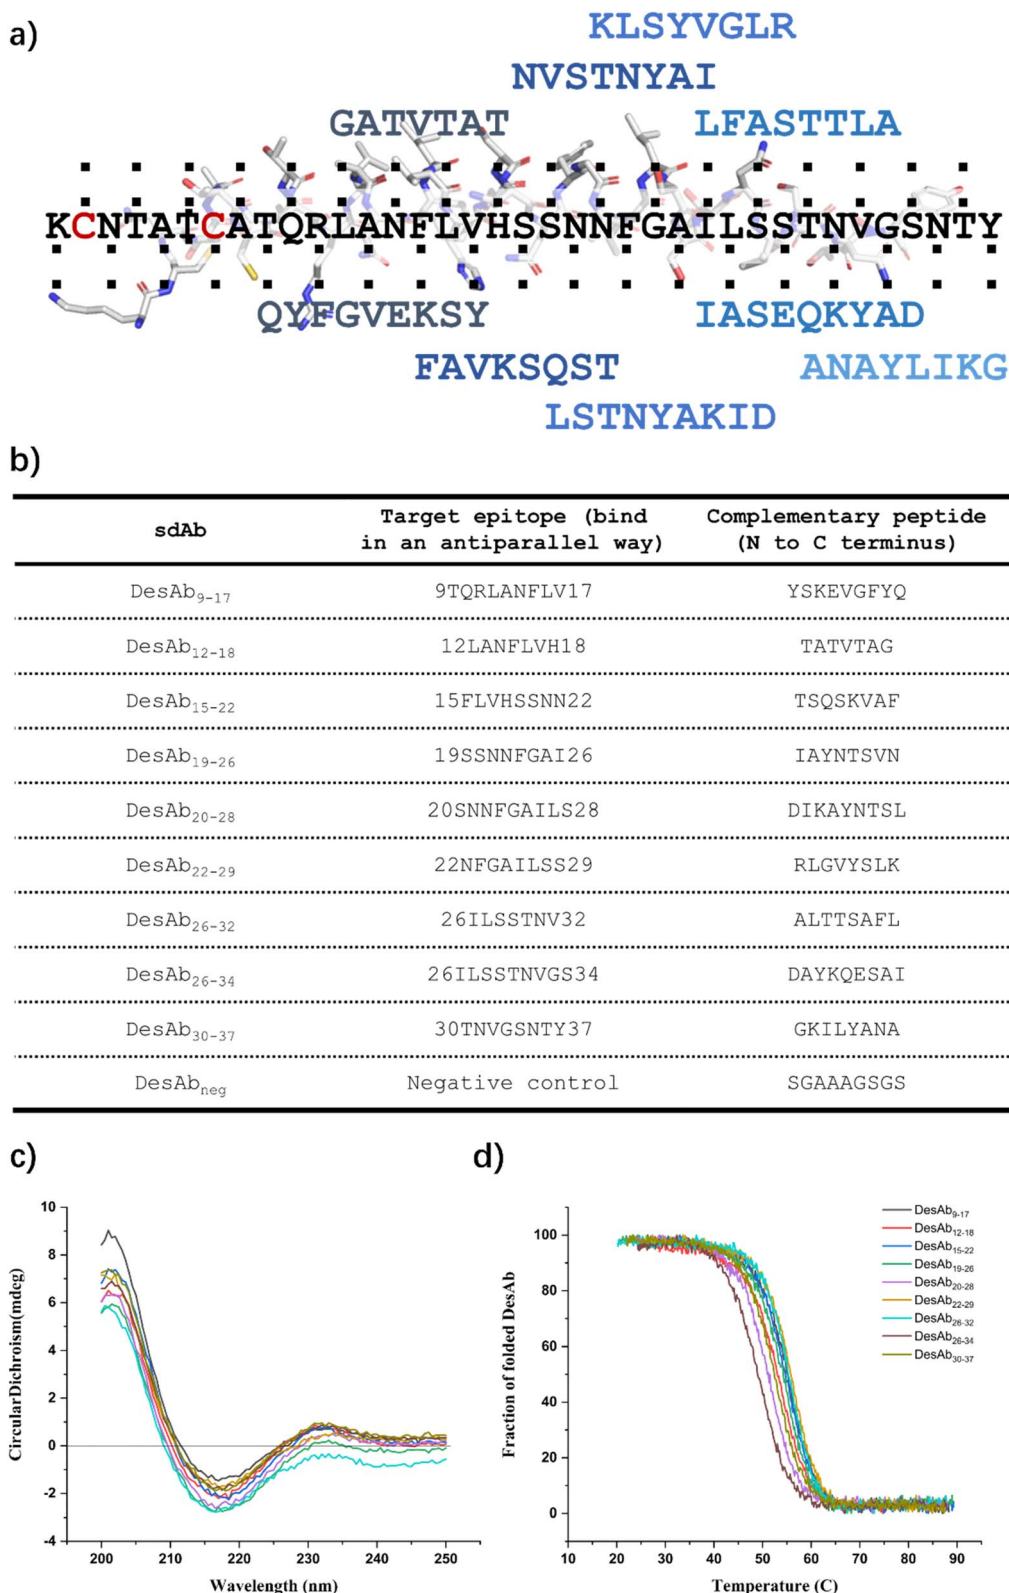 a)
KLSYVGLR
NVSTNYAI
GATVTAT LFASTTLA
KCNTATCATQRLANFLVHSSNNFGAILSSTNVGSNTY
QYFGVEKSY IASEQKYAD
FAVKSQST ANAYLIKG
LSTNYAKID
b)
sdAb Target epitope (bind in an antiparallel way) Complementary peptide (N to C terminus)
DesAb9-17 9TQRLANFLV17 YSKEVGFYQ
DesAb12-18 12LANFLVH18 TATVTAG
DesAb15-22 15FLVHSSNN22 TSQSKVAF
DesAb19-26 19SSNNFGAI26 IAYNTSVN
DesAb20-28 20SNNFGAILS28 DIKAYNTSL
DesAb22-29 22NFGAILSS29 RLGVYSLK
DesAb26-32 26ILSSTNV32 ALTTSAFL
DesAb26-34 26ILSSTNVGS34 DAYKQESAI
DesAb30-37 30TNVGSNTY37 GKILYANA
DesAbneg Negative control SGAAAGSGS
c)
CircularDichroism(mdeg)
10
8
6
4
2
0
-2
-4
200 210 220 230 240 250
Wavelength (nm)
d)
Fraction of folded DesAb
100
80
60
40
20
0
10 20 30 40 50 60 70 80 90
Temperature (C)
DesAb9-17
DesAb12-18
DesAb15-22
DesAb19-26
DesAb20-28
DesAb22-29
DesAb26-32
DesAb26-34
DesAb30-37